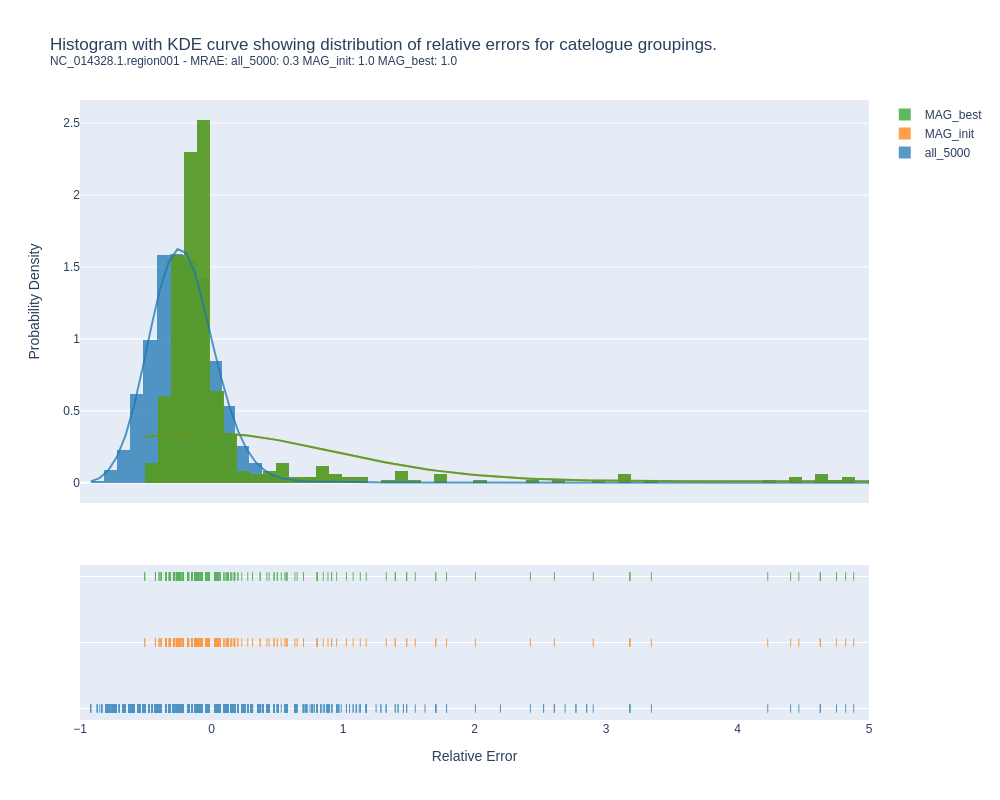 Histogram with KDE curve showing distribution of relative errors for catelogue groupings.
NC_014328.1.region001 - MRAE: all_5000: 0.3 MAG_init: 1.0 MAG_best: 1.0
MAG_best
MAG_init
all_5000
Probability Density
2.5
2
1.5
1
0.5
0
−1
0
1
2
3
4
5
Relative Error